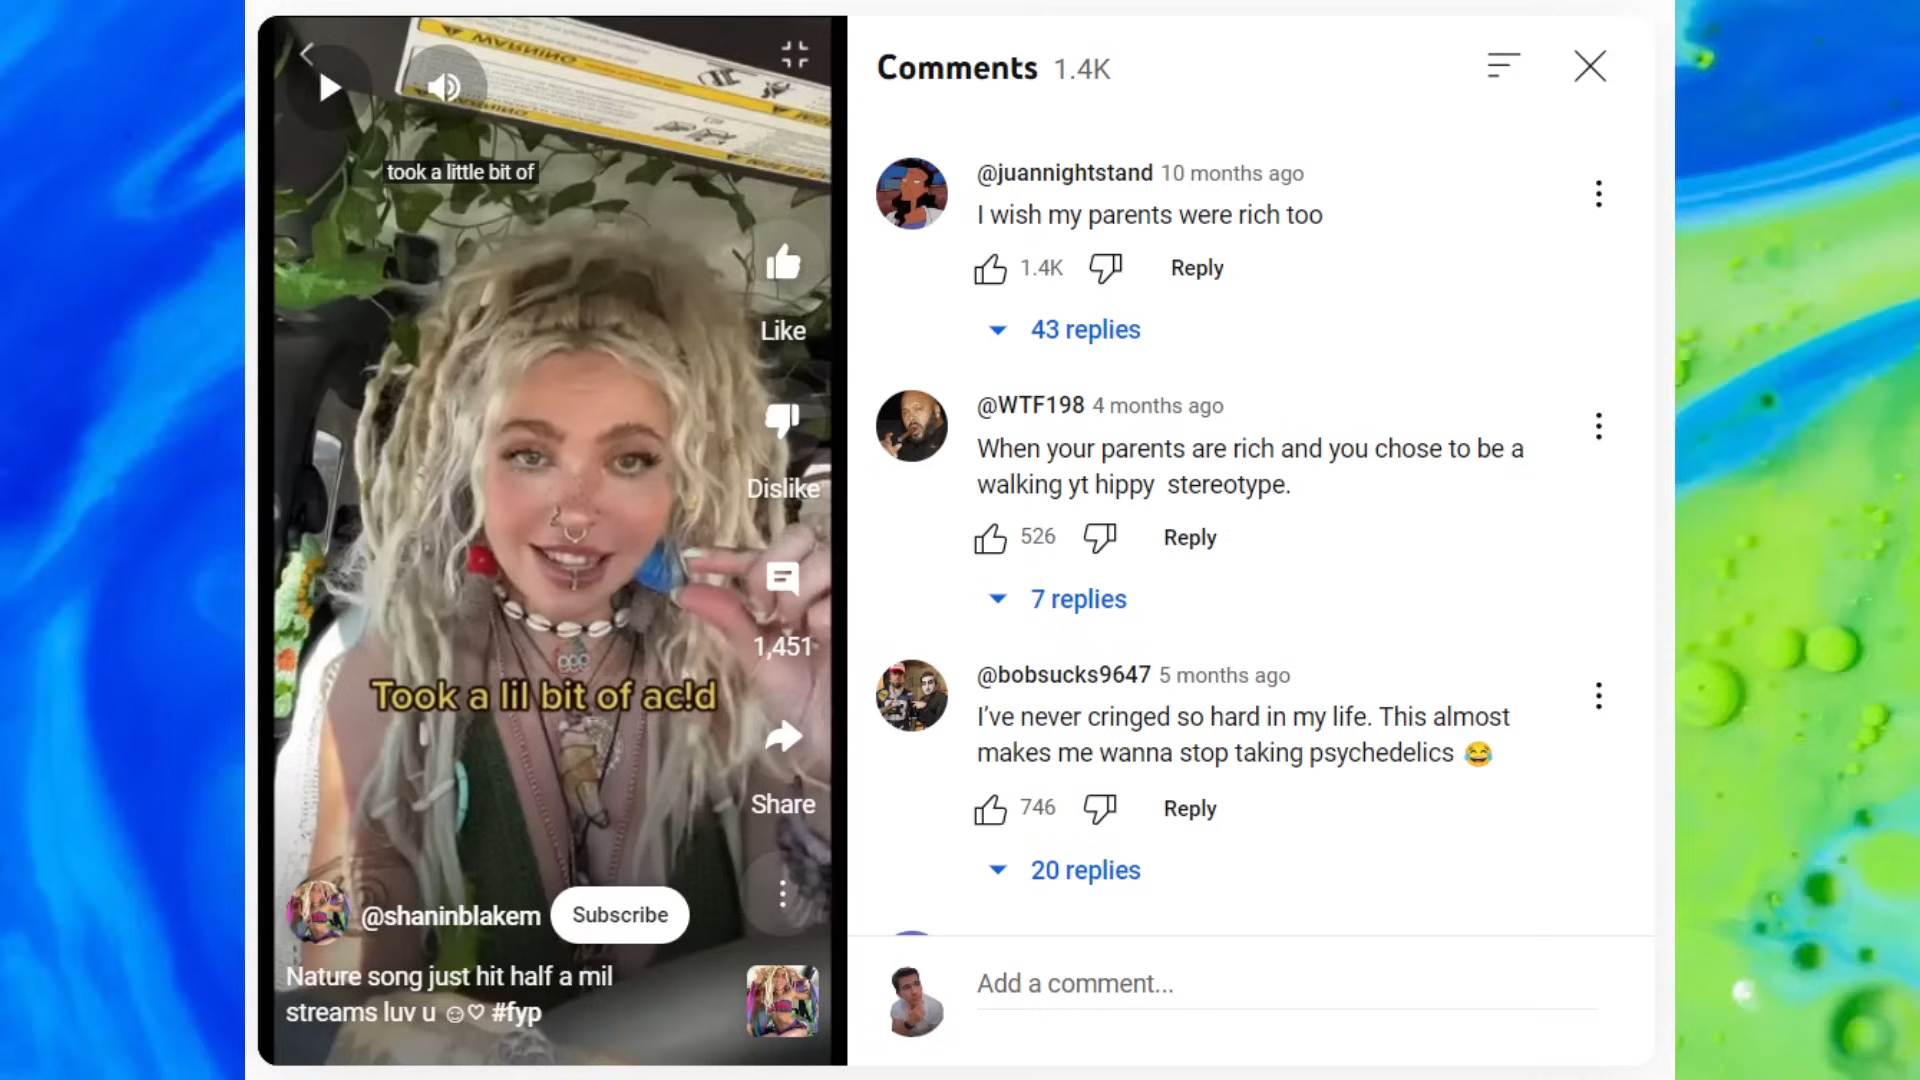 WARNING
took a little bit of
Like
Dislike
1,451
Took a lil bit of ac!d
Share
@shaninblakem
Subscribe
Nature song just hit half a mil
streams luv u ☺♡ #fyp
Comments 1.4K
@juannightstand 10 months ago
I wish my parents were rich too
1.4K Reply
43 replies
@WTF198 4 months ago
When your parents are rich and you chose to be a
walking yt hippy stereotype.
526 Reply
7 replies
@bobsucks9647 5 months ago
I’ve never cringed so hard in my life. This almost
makes me wanna stop taking psychedelics 😂
746 Reply
20 replies
Add a comment...